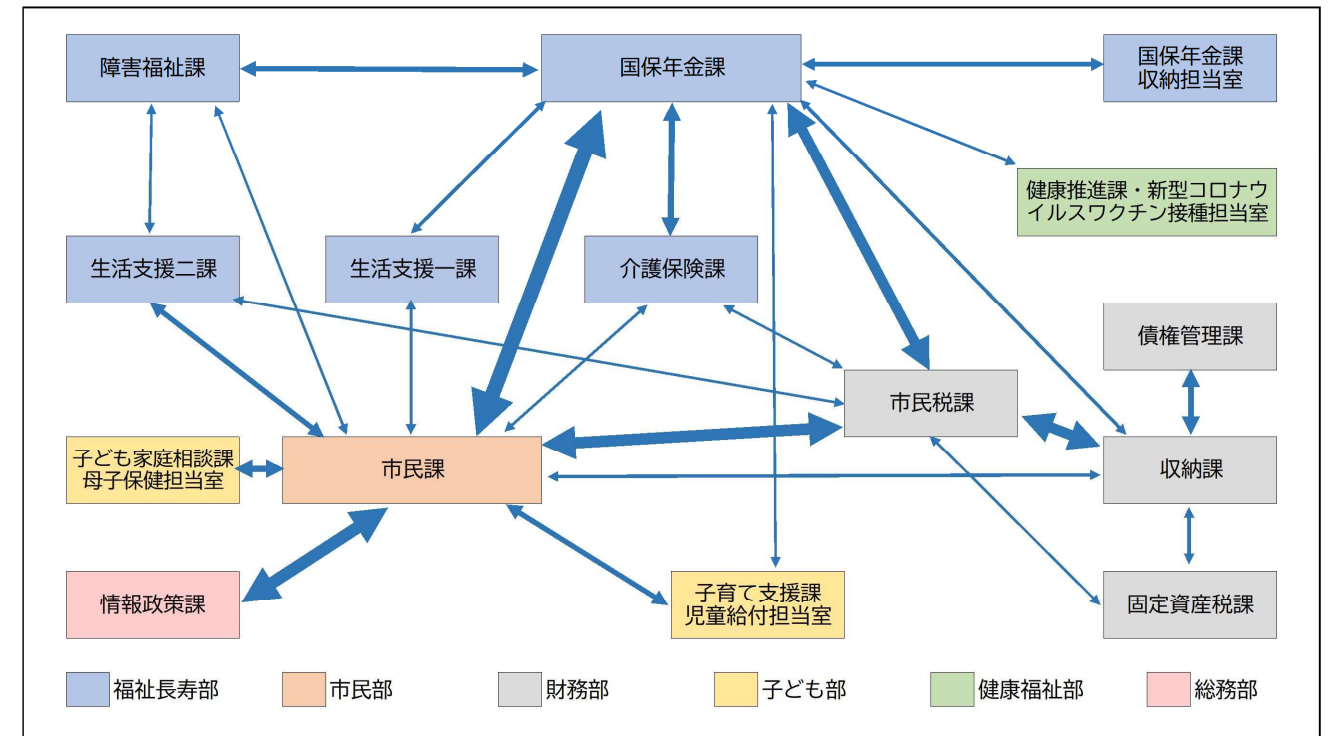 障害福祉課
国保年金課
国保年金課
収納担当室
健康推進課・新型コロナウ
イルスワクチン接種担当室
生活支援二課
生活支援一課
介護保険課
債権管理課
市民税課
子ども家庭相談課
母子保健担当室
市民課
収納課
情報政策課
子育て支援課
児童給付担当室
固定資産税課
福祉長寿部
市民部
財務部
子ども部
健康福祉部
総務部